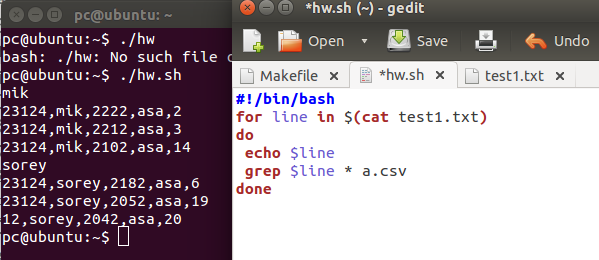 pc@ubuntu: ~
pc@ubuntu:~$ ./hw
bash: ./hw: No such file
pc@ubuntu:~$ ./hw.sh
mik
23124,mik,2222,asa,2
23124,mik,2212,asa,3
23124,mik,2102,asa,14
sorey
23124,sorey,2182,asa,6
23124,sorey,2052,asa,19
12,sorey,2042,asa,20
pc@ubuntu:~$
*hw.sh (~) - gedit
Open Save Undo
Makefile *hw.sh test1.txt
#!/bin/bash
for line in $(cat test1.txt)
do
echo $line
grep $line * a.csv
done